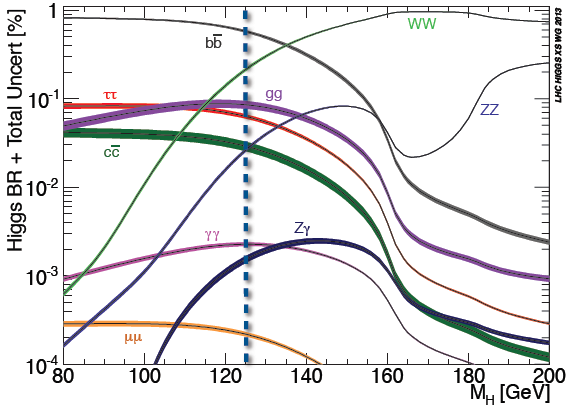 Higgs BR + Total Uncert [%]
LHC HIGGS XS WG 2013
1
10⁻¹
10⁻²
10⁻³
10⁻⁴
bb̅
WW
ττ
gg
ZZ
cc̅
γγ
Zγ
μμ
80 100 120 140 160 180 200
M_H [GeV]